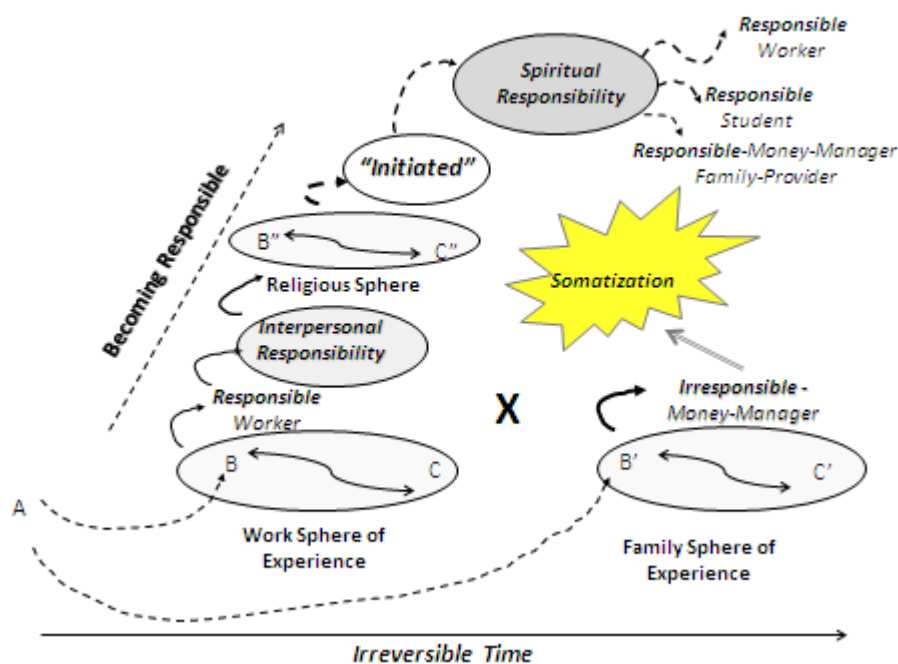 Responsible
Worker
Spiritual
Responsibility
Responsible
Student
Responsible-Money-Manager
Family-Provider
"Initiated"
Becoming Responsible
B"
C"
Religious Sphere
Somatization
Interpersonal
Responsibility
Responsible
Worker
X
Irresponsible -
Money-Manager
B
C
B'
C'
A
Work Sphere of
Experience
Family Sphere of
Experience
Irreversible Time